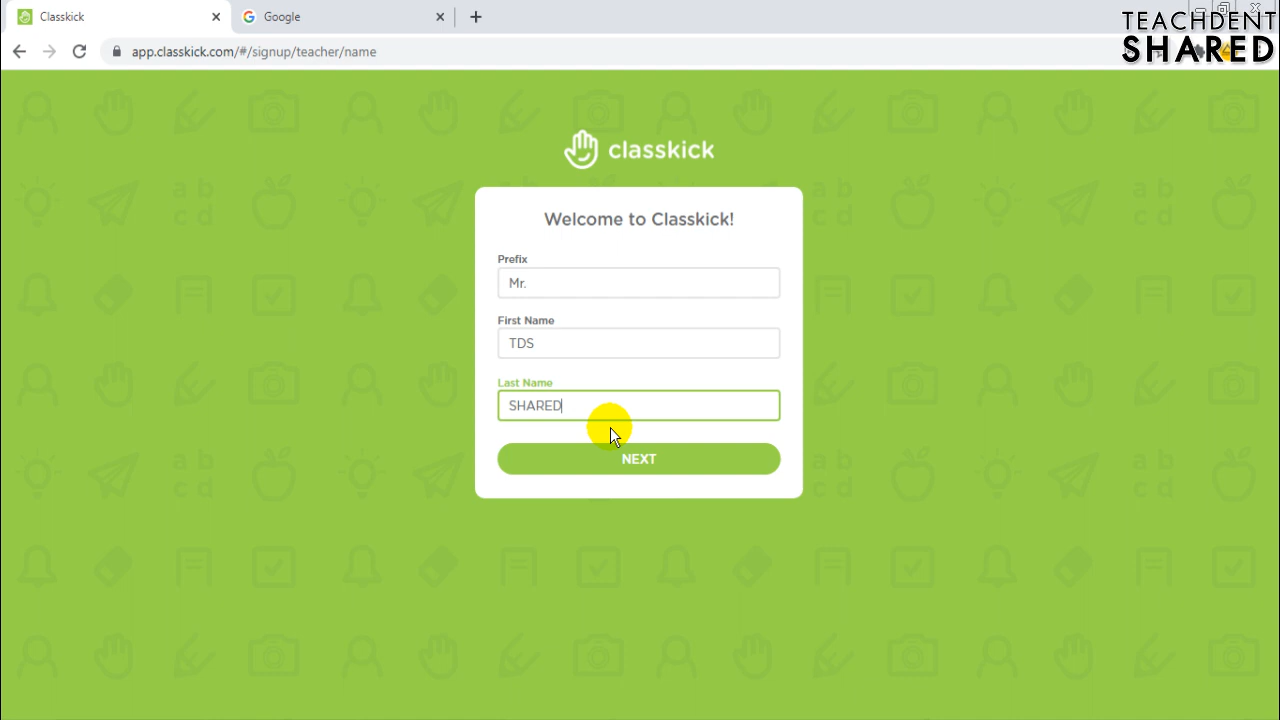 Classkick
Google
TEACHDENT
SHARED
app.classkick.com/#/signup/teacher/name
classkick
a b
c d
a b
c d
a b
c d
a b
c d
Welcome to Classkick!
Prefix
Mr.
First Name
TDS
Last Name
SHARED
NEXT
a b
c d
a b
c d
a b
c d
a b
c d